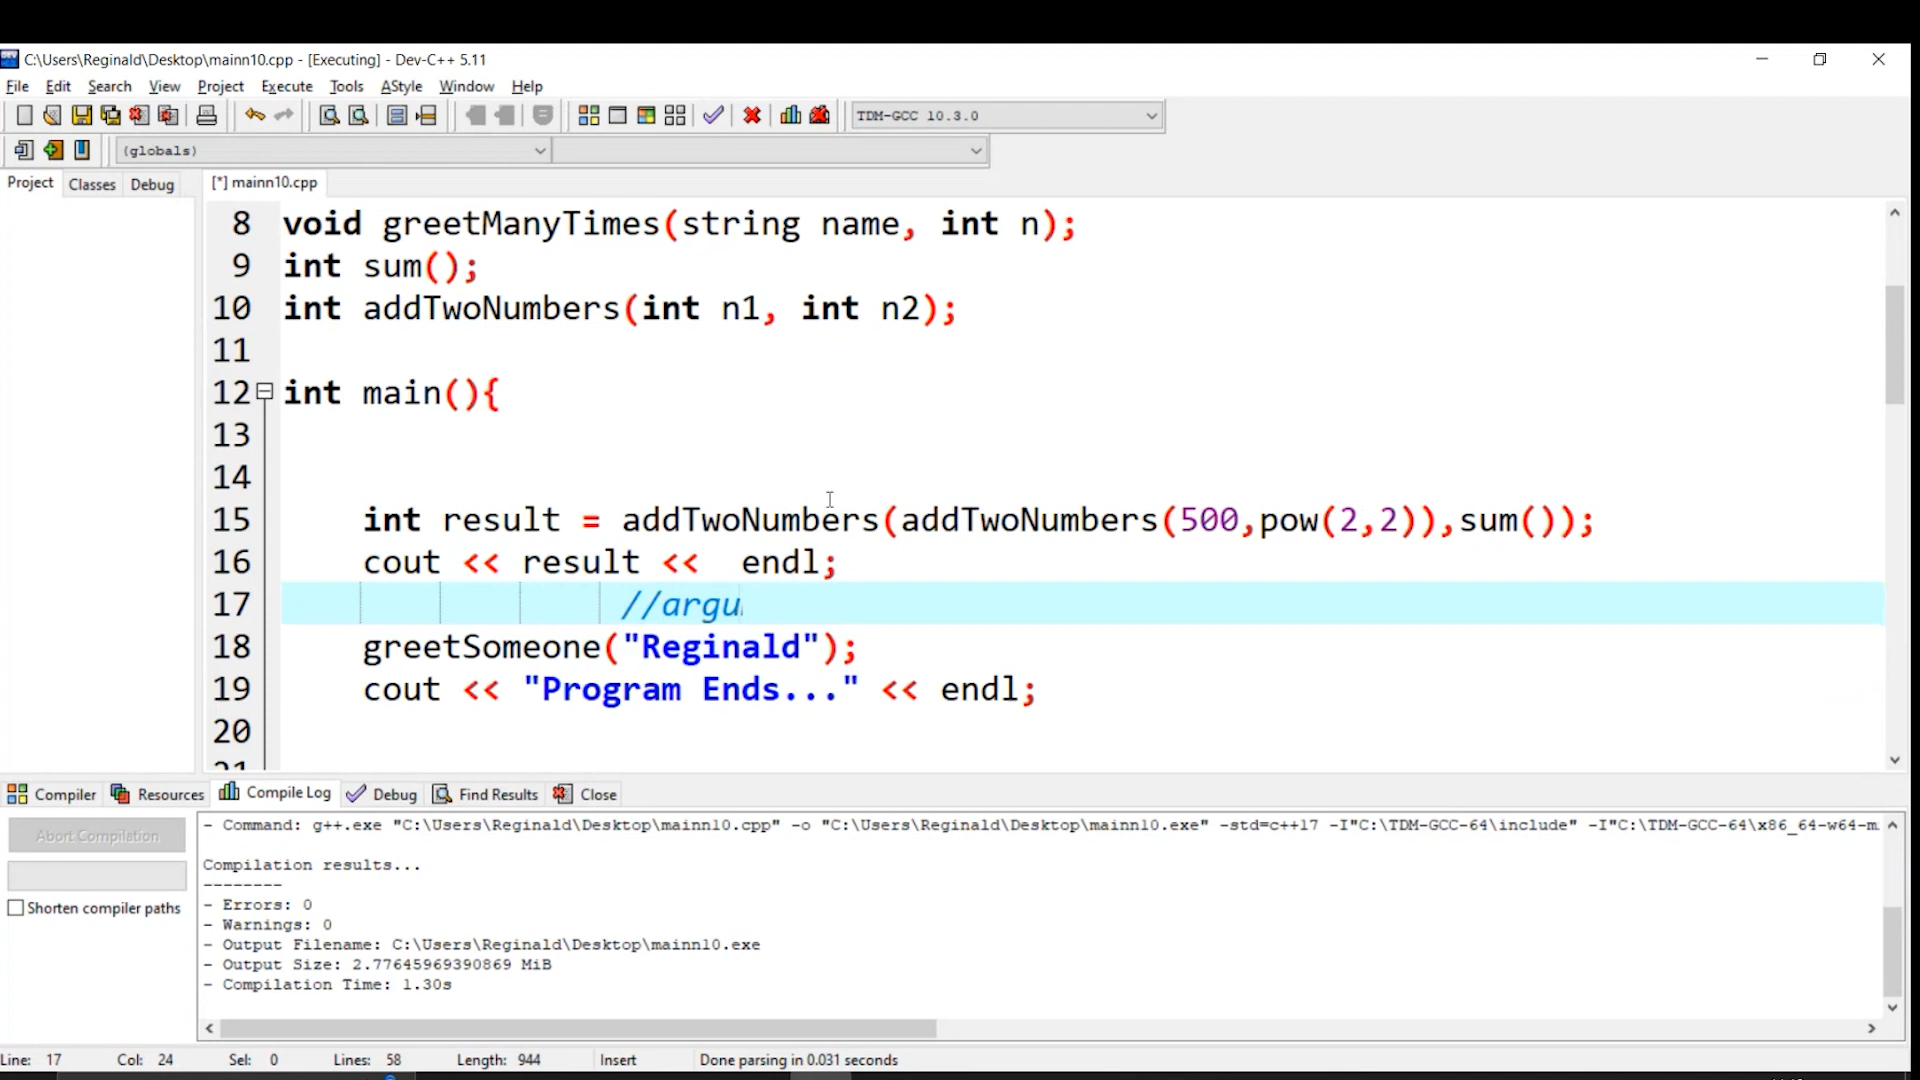 C:\Users\Reginald\Desktop\mainn10.cpp - [Executing] - Dev-C++ 5.11
File Edit Search View Project Execute Tools AStyle Window Help
TDM-GCC 10.3.0
(globals)
Project Classes Debug [*] mainn10.cpp
8 void greetManyTimes(string name, int n);
9 int sum();
10 int addTwoNumbers(int n1, int n2);
11
12 int main(){
13
14
15 int result = addTwoNumbers(addTwoNumbers(500,pow(2,2)),sum());
16 cout << result <<  endl;
17 //argu
18 greetSomeone("Reginald");
19 cout << "Program Ends..." << endl;
20
21
Compiler Resources Compile Log Debug Find Results Close
Abort Compilation
Shorten compiler paths
- Command: g++.exe "C:\Users\Reginald\Desktop\mainn10.cpp" -o "C:\Users\Reginald\Desktop\mainn10.exe" -std=c++17 -I"C:\TDM-GCC-64\include" -I"C:\TDM-GCC-64\x86_64-w64-m
Compilation results...
--------
- Errors: 0
- Warnings: 0
- Output Filename: C:\Users\Reginald\Desktop\mainn10.exe
- Output Size: 2.77645969390869 MiB
- Compilation Time: 1.30s
Line: 17 Col: 24 Sel: 0 Lines: 58 Length: 944 Insert Done parsing in 0.031 seconds